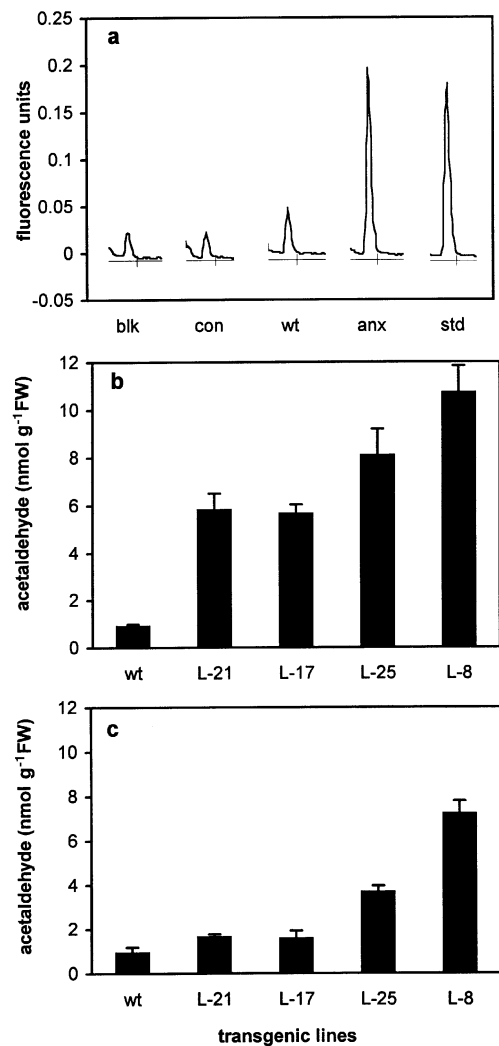 a
fluorescence units
0.25
0.2
0.15
0.1
0.05
0
-0.05
blk con wt anx std
b
acetaldehyde (nmol g⁻¹FW)
12
10
8
6
4
2
0
wt L-21 L-17 L-25 L-8
c
acetaldehyde (nmol g⁻¹FW)
12
10
8
6
4
2
0
wt L-21 L-17 L-25 L-8
transgenic lines